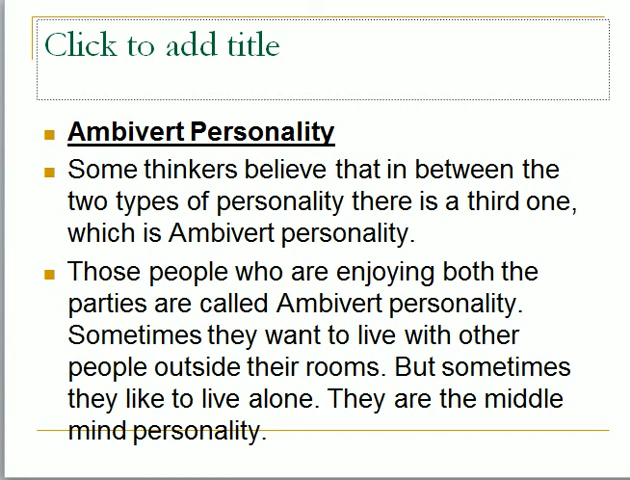 Click to add title
Ambivert Personality
Some thinkers believe that in between the
two types of personality there is a third one,
which is Ambivert personality.
Those people who are enjoying both the
parties are called Ambivert personality.
Sometimes they want to live with other
people outside their rooms. But sometimes
they like to live alone. They are the middle
mind personality.